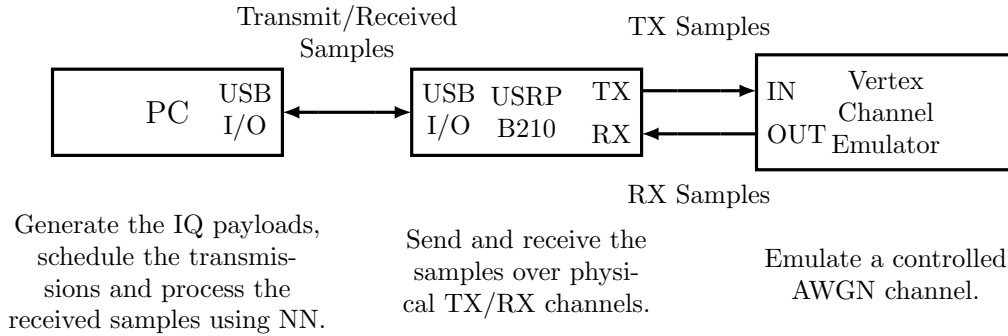 Transmit/Received
Samples
TX Samples
PC
USB
I/O
USB
I/O
USRP
B210
TX
RX
IN
OUT
Vertex
Channel
Emulator
RX Samples
Generate the IQ payloads,
schedule the transmis-
sions and process the
received samples using NN.
Send and receive the
samples over physi-
cal TX/RX channels.
Emulate a controlled
AWGN channel.